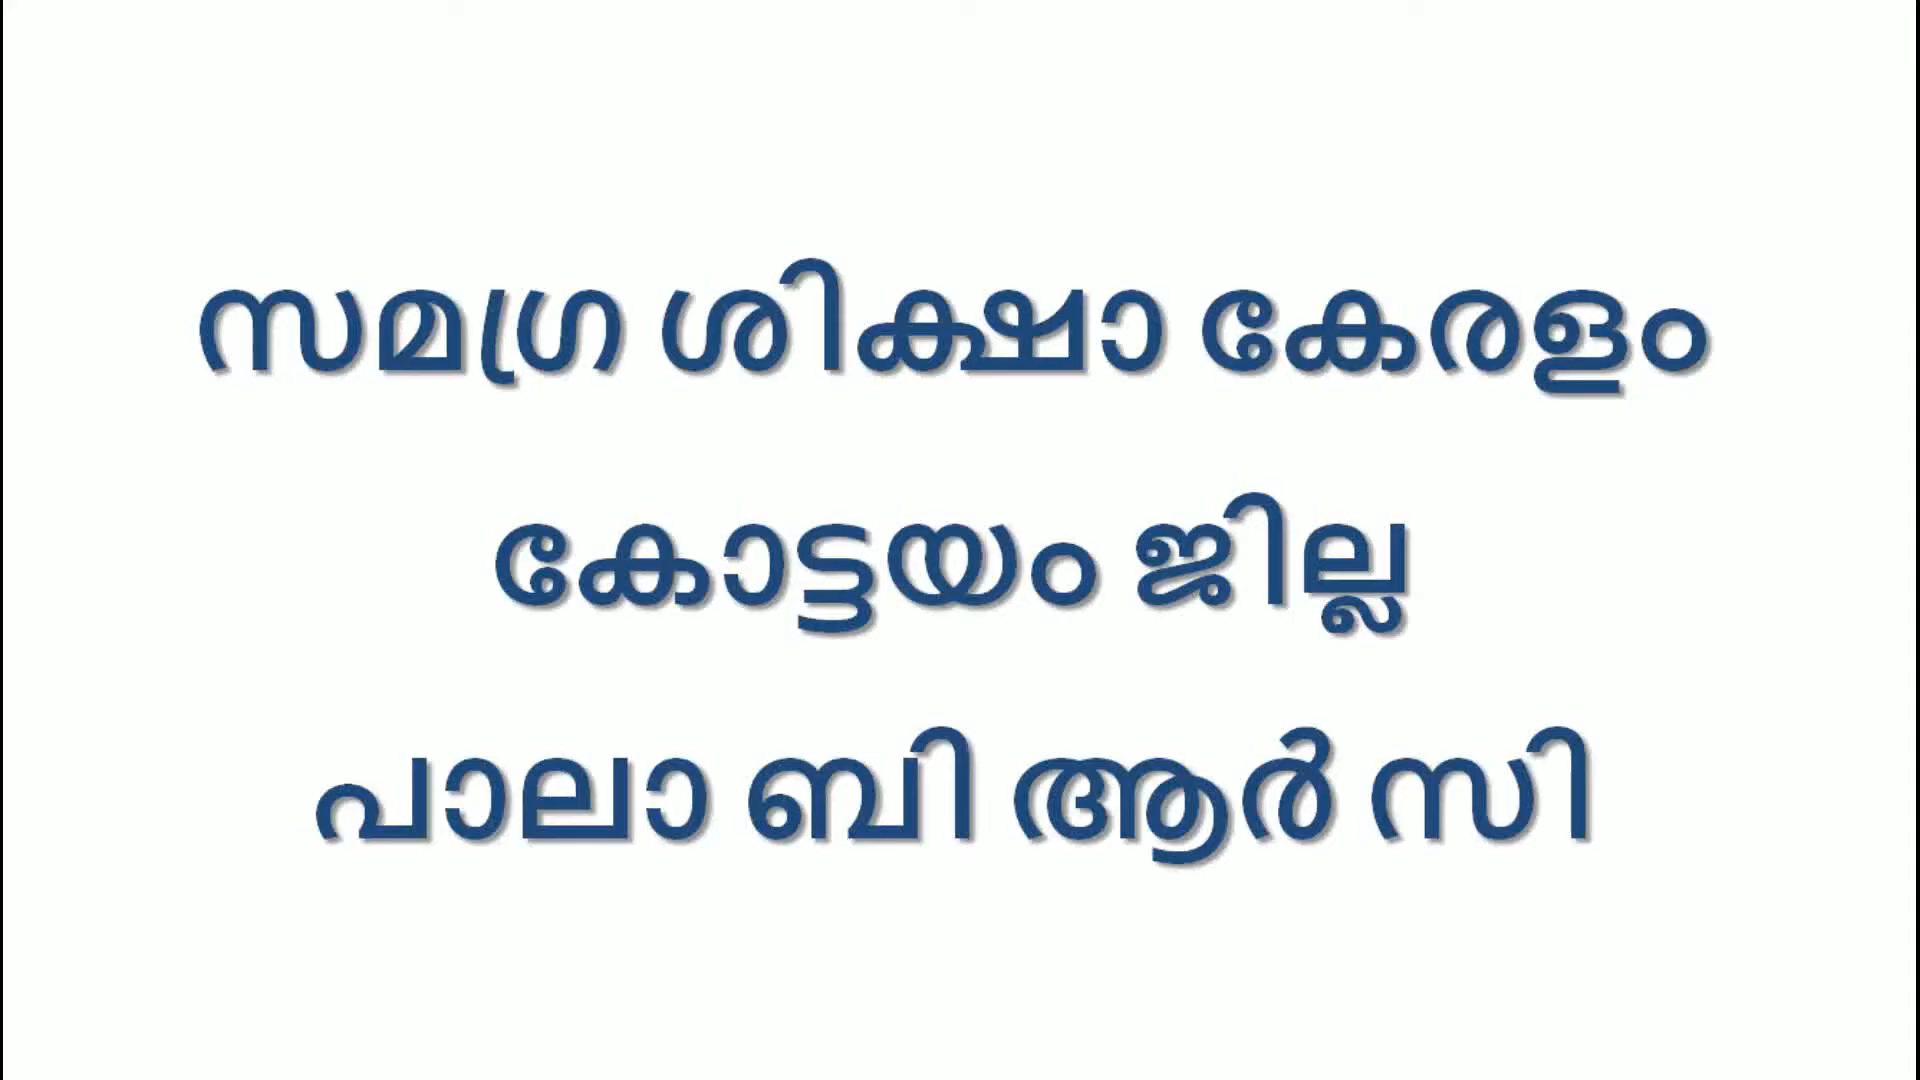 സമഗ്ര ശിക്ഷാ കേരളം
കോട്ടയം ജില്ല
പാലാ ബി ആർ സി